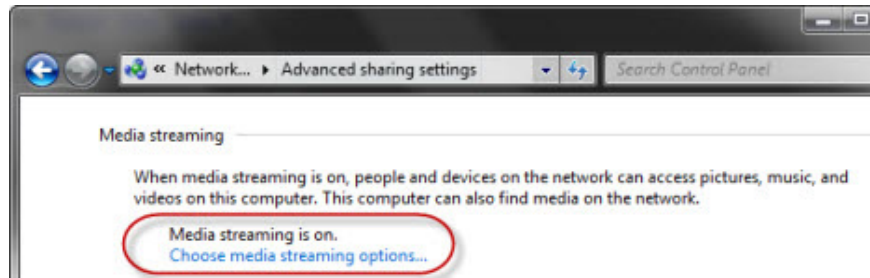 « Network... ▸ Advanced sharing settings
Search Control Panel
Media streaming
When media streaming is on, people and devices on the network can access pictures, music, and
videos on this computer. This computer can also find media on the network.
Media streaming is on.
Choose media streaming options...